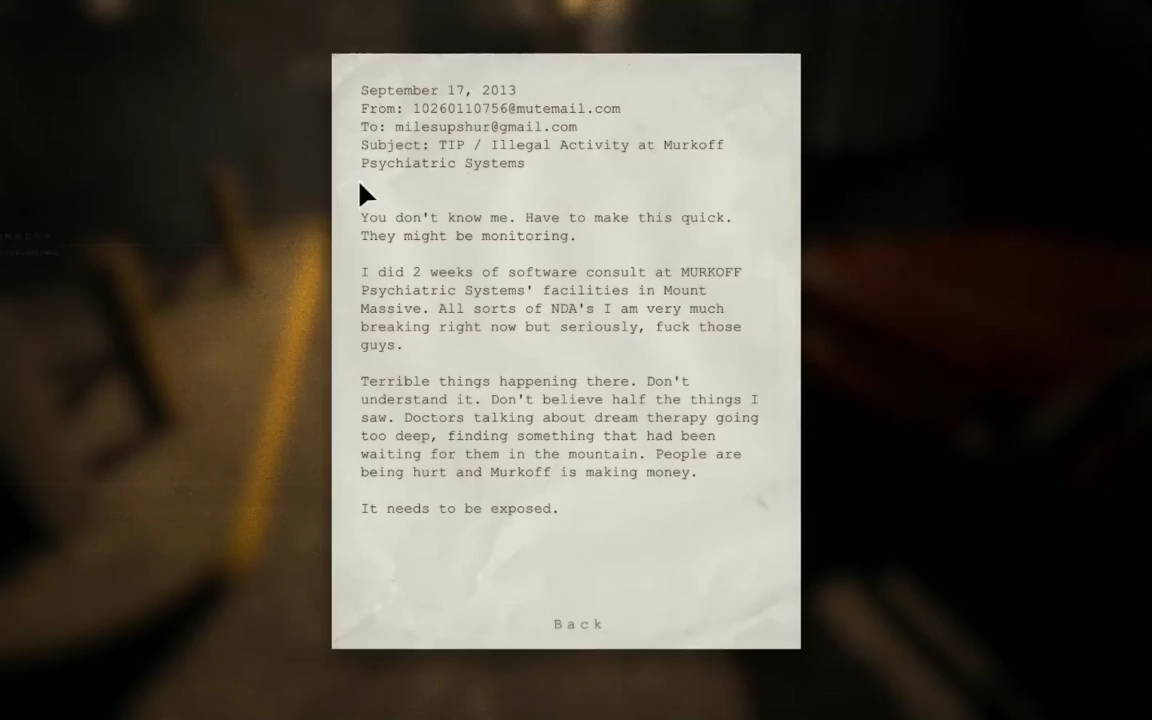 September 17, 2013
From: 10260110756@mutemail.com
To: milesupshur@gmail.com
Subject: TIP / Illegal Activity at Murkoff
Psychiatric Systems
You don't know me. Have to make this quick.
They might be monitoring.
I did 2 weeks of software consult at MURKOFF
Psychiatric Systems' facilities in Mount
Massive. All sorts of NDA's I am very much
breaking right now but seriously, fuck those
guys.
Terrible things happening there. Don't
understand it. Don't believe half the things I
saw. Doctors talking about dream therapy going
too deep, finding something that had been
waiting for them in the mountain. People are
being hurt and Murkoff is making money.
It needs to be exposed.
Back